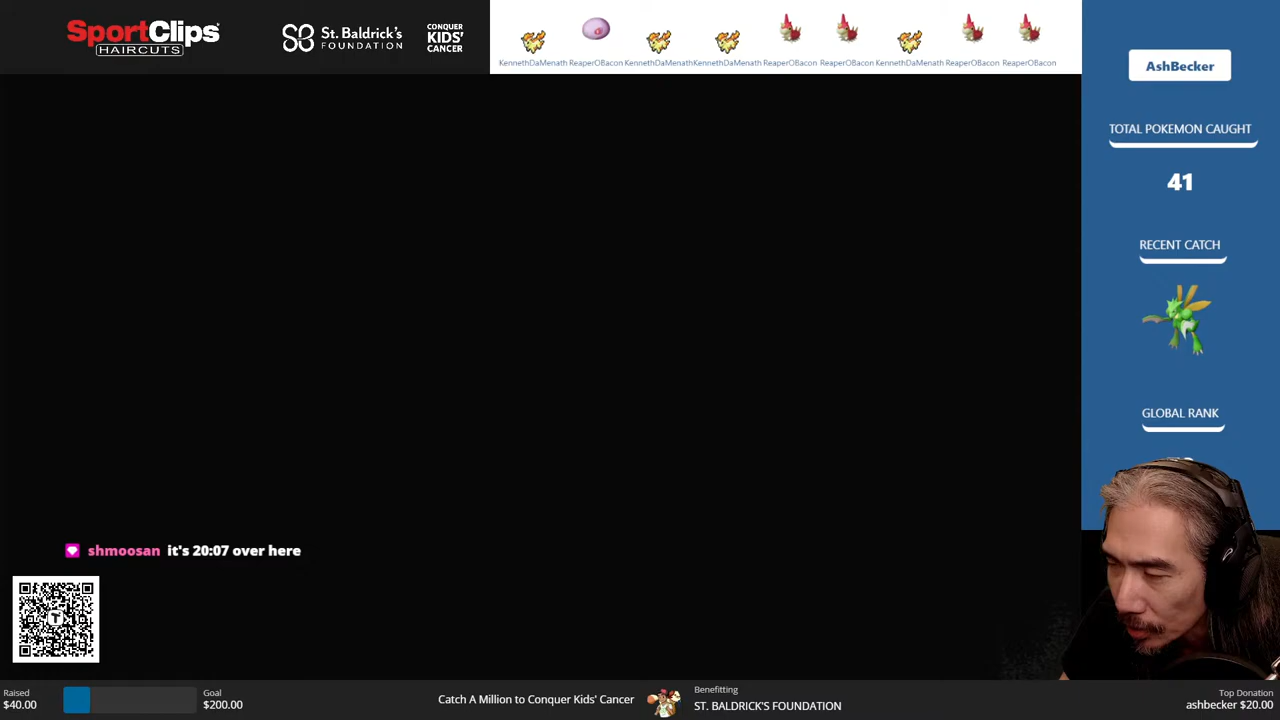 SportClips
HAIRCUTS
St. Baldrick's
FOUNDATION
CONQUER
KIDS'
CANCER
KennethDaMenath ReaperOBacon KennethDaMenath KennethDaMenath ReaperOBacon ReaperOBacon KennethDaMenath ReaperOBacon ReaperOBacon
AshBecker
TOTAL POKEMON CAUGHT
41
RECENT CATCH
GLOBAL RANK
shmoosan it's 20:07 over here
T
Raised
$40.00
Goal
$200.00
Catch A Million to Conquer Kids' Cancer
Benefitting
ST. BALDRICK'S FOUNDATION
Top Donation
ashbecker $20.00